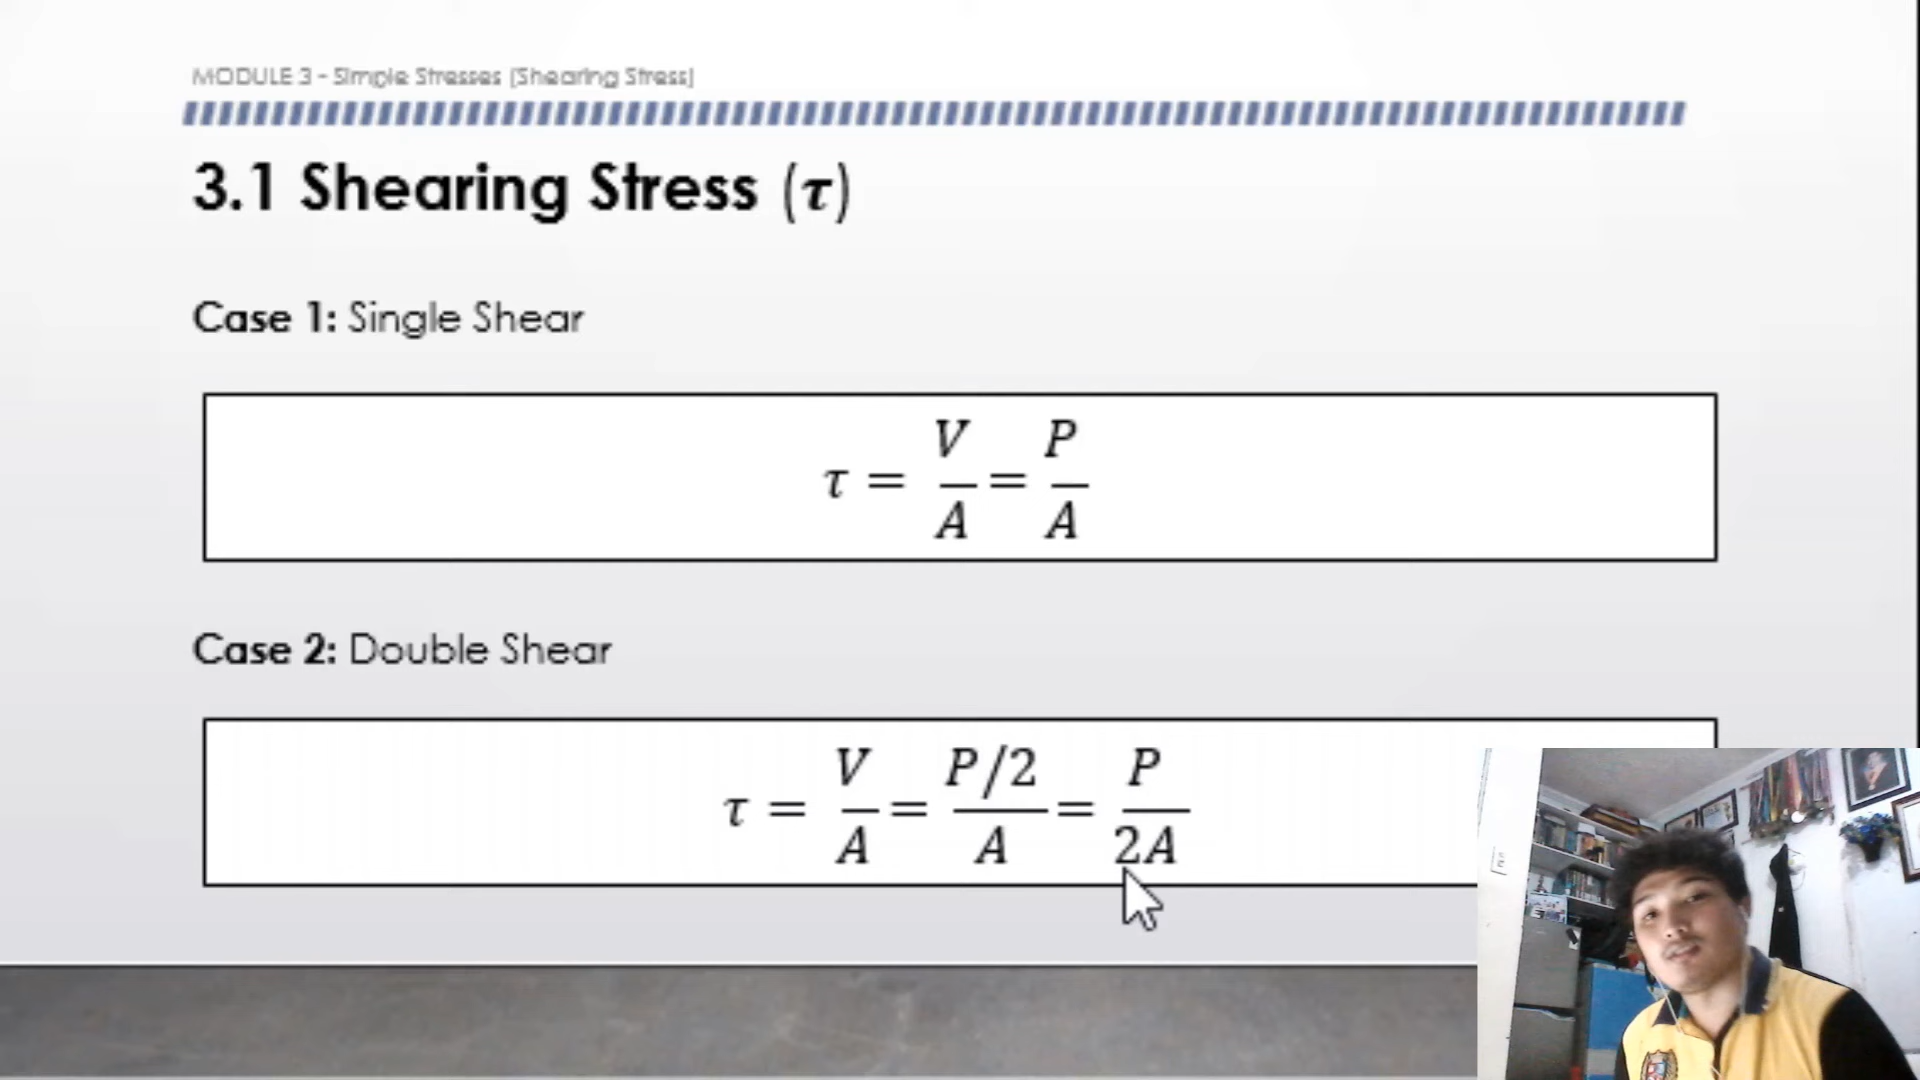 MODULE 3 - Simple Stresses (Shearing Stress)
3.1 Shearing Stress (τ)
Case 1: Single Shear
τ = V/A = P/A
Case 2: Double Shear
τ = V/A = P/2/A = P/2A